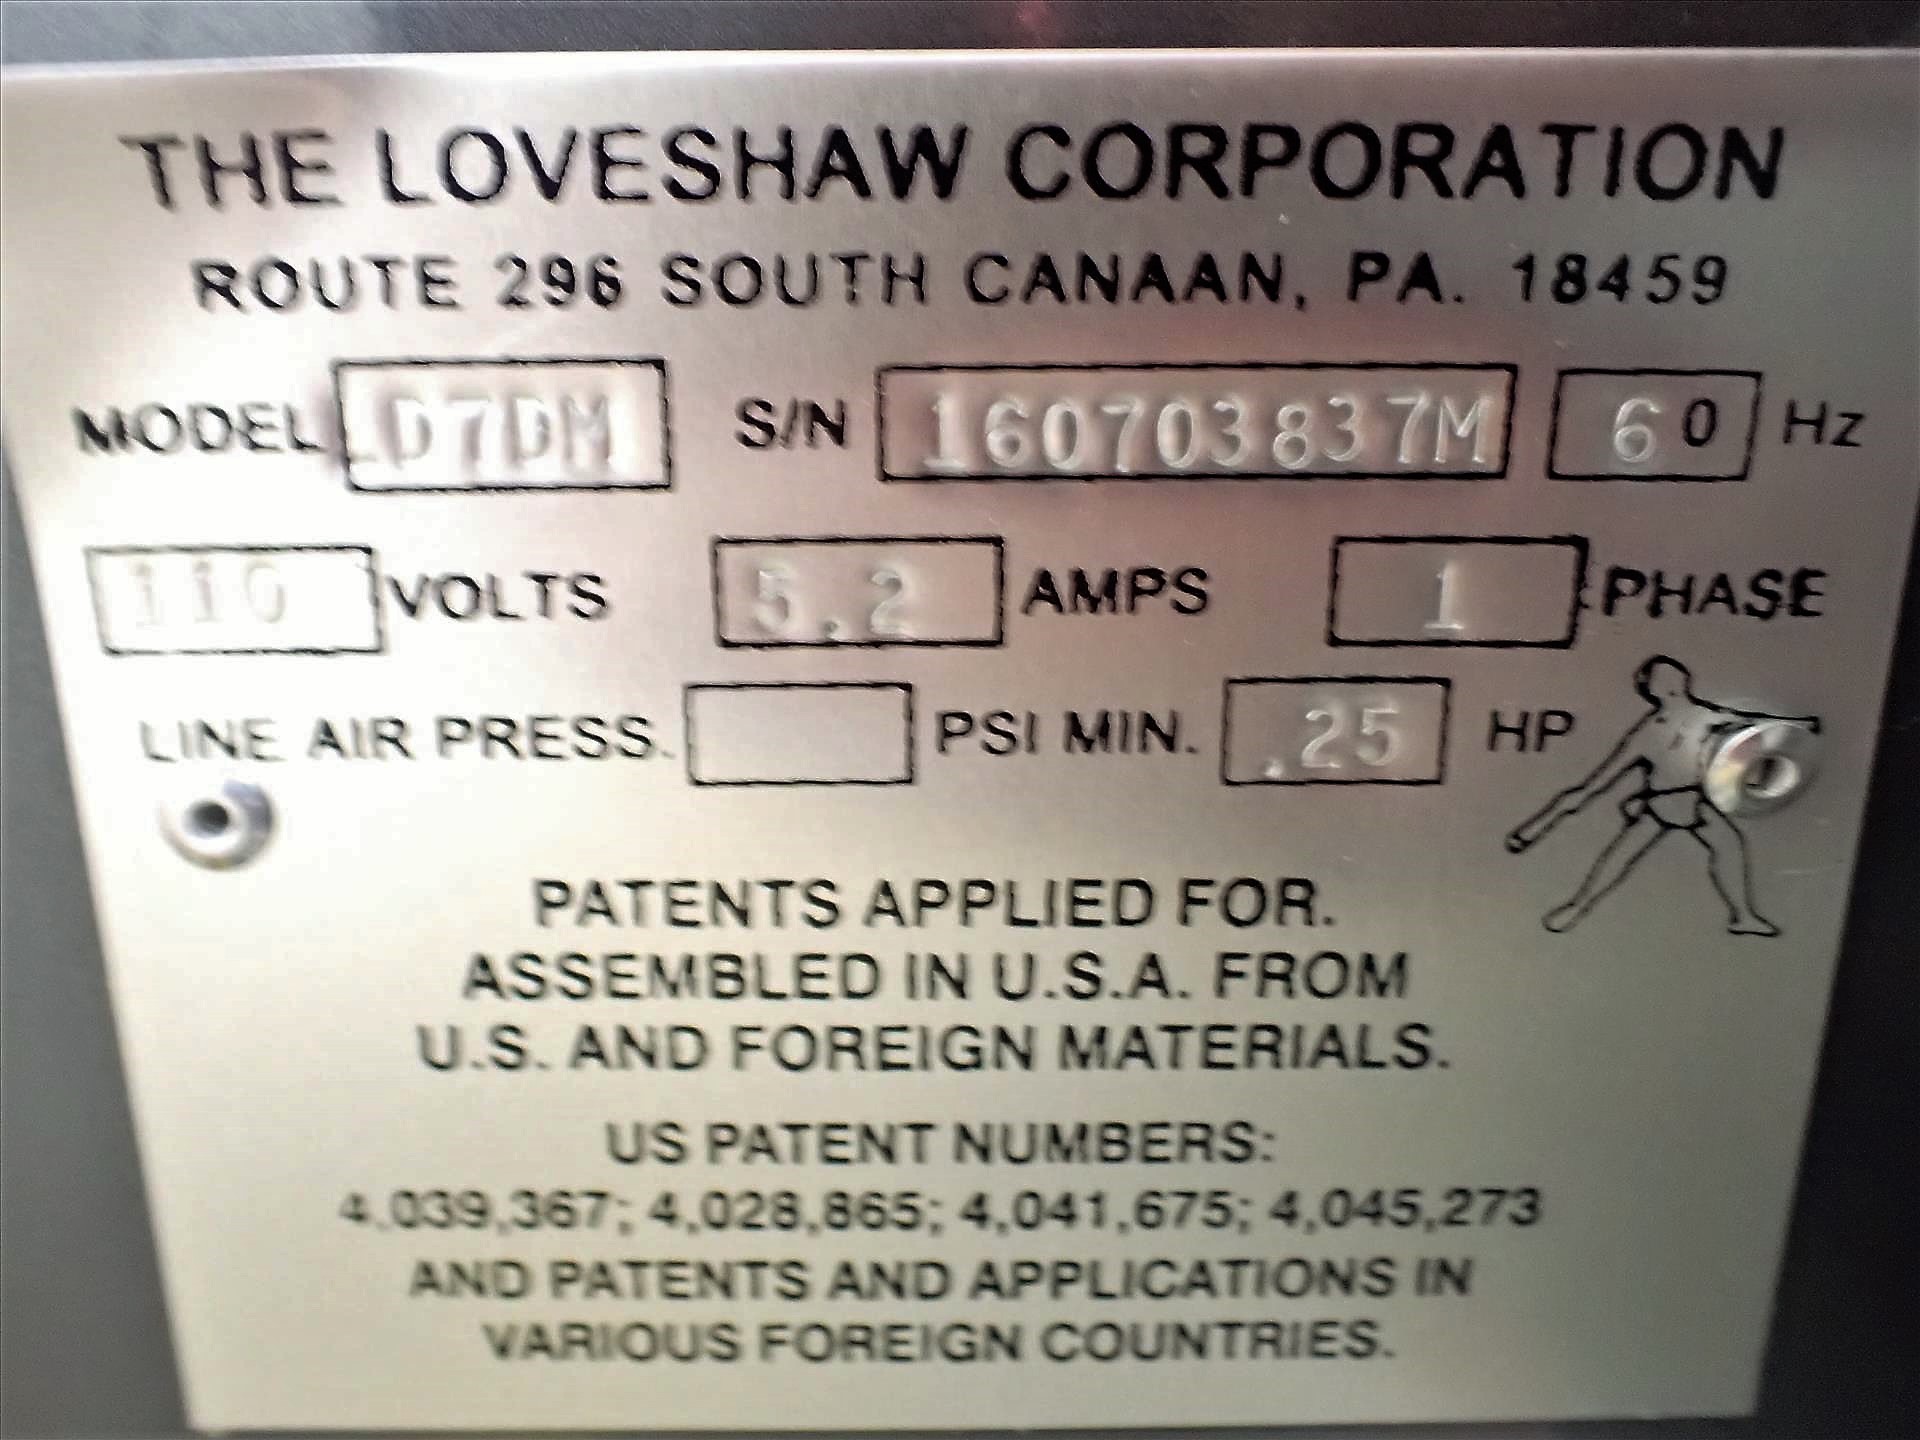 THE LOVESHAW CORPORATION
ROUTE 296 SOUTH CANAAN, PA. 18459
MODEL LD7DM S/N 160703837M 60 Hz
110 VOLTS 5.2 AMPS 1 PHASE
LINE AIR PRESS. PSI MIN. .25 HP
PATENTS APPLIED FOR.
ASSEMBLED IN U.S.A. FROM
U.S. AND FOREIGN MATERIALS.
US PATENT NUMBERS:
4,039,367; 4,028,865; 4,041,675; 4,045,273
AND PATENTS AND APPLICATIONS IN
VARIOUS FOREIGN COUNTRIES.